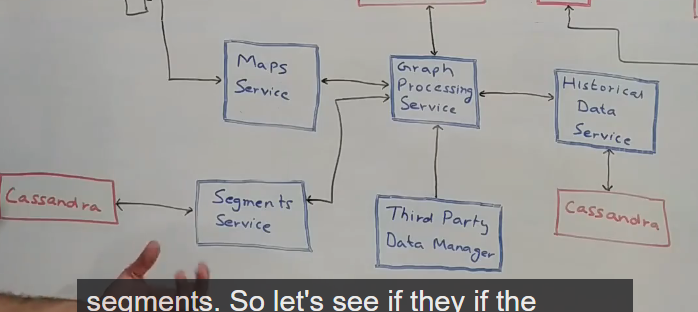 Maps
Service
Graph
Processing
Service
Historical
Data
Service
Cassandra
Segments
Service
Third Party
Data Manager
Cassandra
segments. So let's see if they if the